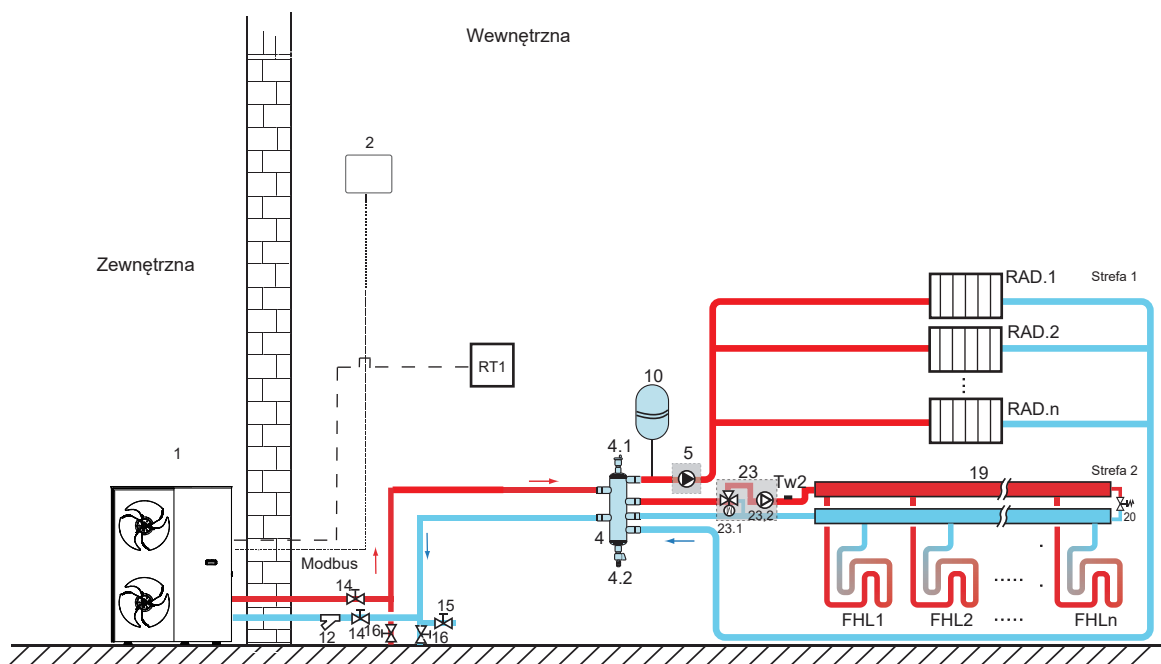 Wewnętrzna
2
Zewnętrzna
RAD.1
Strefa 1
RAD.2
RT1
10
RAD.n
4.1
5
1
23
Tw2
19
Strefa 2
4
23.1
23,2
20
Modbus
4.2
14
15
12
14
16
16
FHL1
FHL2
FHLn